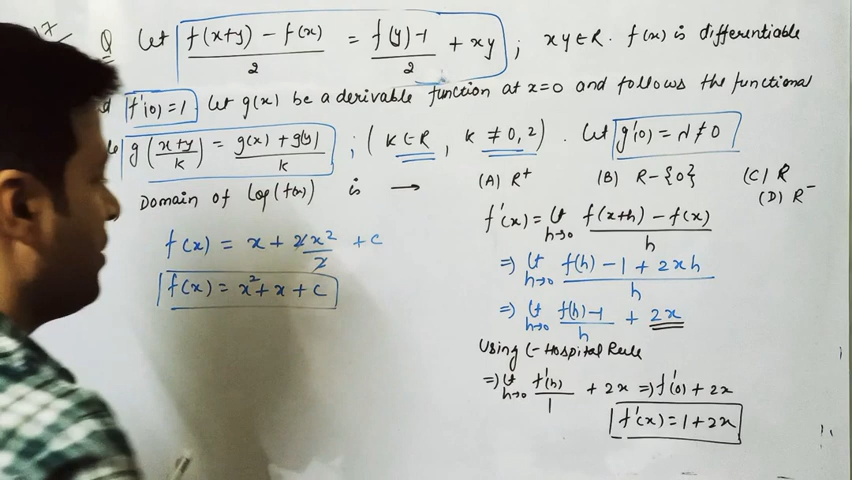 17
Q Let f(x+y) - f(x) / 2 = f(y)-1 / 2 + xy ; x y ∈ R. f(x) is differentiable
f'(0) = 1 Let g(x) be a derivable function at x=0 and follows the functional
g(x+y / k) = g(x) + g(y) / k ; ( k ∈ R , k ≠ 0, 2 ) . Let g'(0) = λ ≠ 0
Domain of Log(f(x)) is → (A) R⁺ (B) R-{0} (C) R
(D) R⁻
f(x) = x + 2x² / 2 + c
f(x) = x² + x + c
f'(x) = lt h→0 f(x+h) - f(x) / h
⇒ lt h→0 f(h) - 1 + 2xh / h
⇒ lt h→0 f(h)-1 / h + 2x
Using L-Hospital Rule
⇒ lt h→0 f'(h) / 1 + 2x ⇒ f'(0) + 2x
f'(x) = 1 + 2x